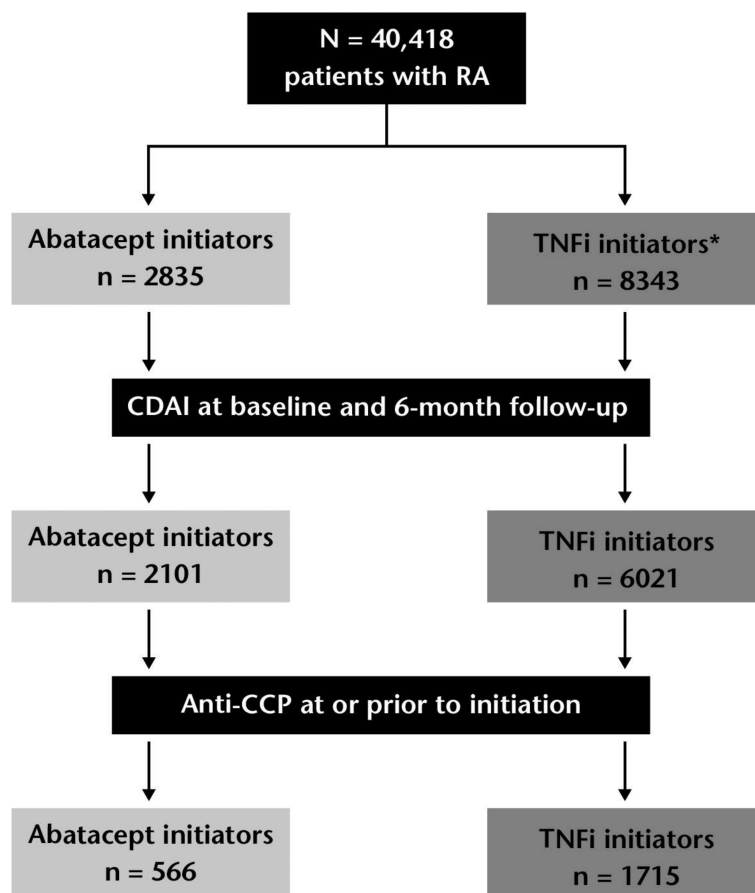 N = 40,418
patients with RA
Abatacept initiators
n = 2835
TNFi initiators*
n = 8343
CDAI at baseline and 6-month follow-up
Abatacept initiators
n = 2101
TNFi initiators
n = 6021
Anti-CCP at or prior to initiation
Abatacept initiators
n = 566
TNFi initiators
n = 1715